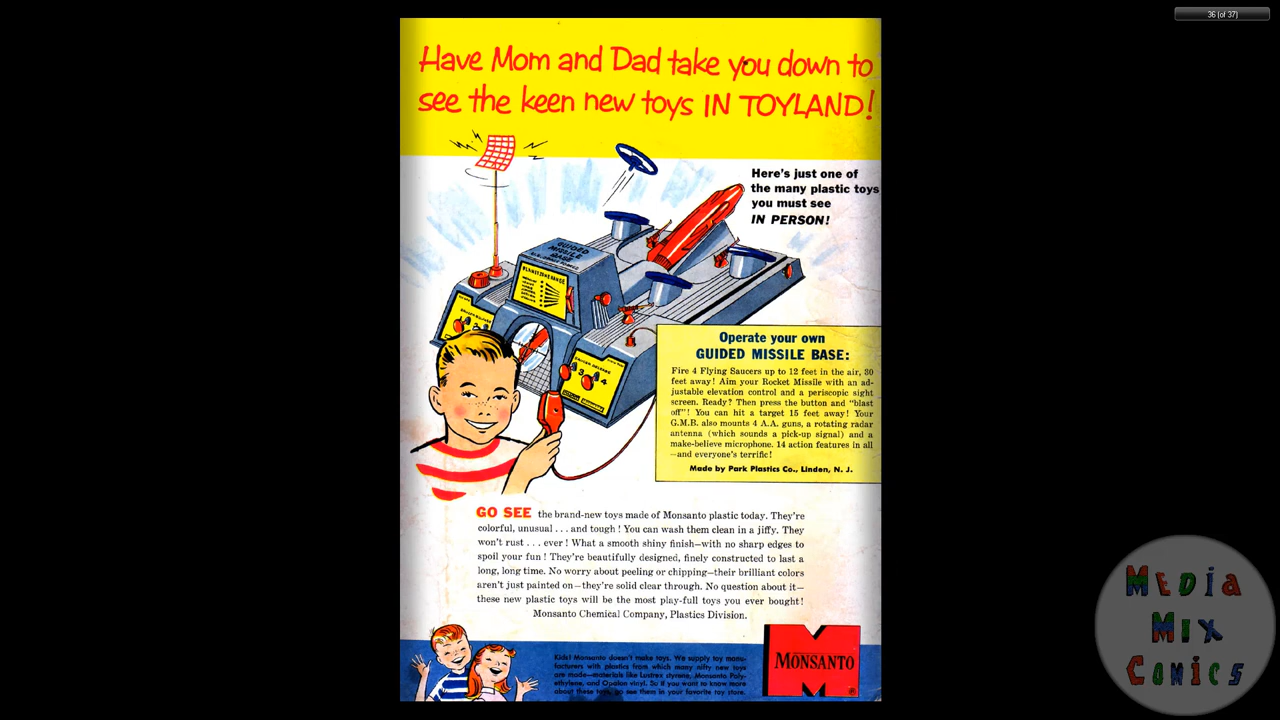 36 (of 37)
Have Mom and Dad take you down to
see the keen new toys IN TOYLAND!
Here's just one of
the many plastic toys
you must see
IN PERSON!
GUIDED
MISSILE
BASE
Operate your own
GUIDED MISSILE BASE:
Fire 4 Flying Saucers up to 12 feet in the air, 30
feet away! Aim your Rocket Missile with an ad-
justable elevation control and a periscopic sight
screen. Ready? Then press the button and "blast
off"! You can hit a target 15 feet away! Your
G.M.B. also mounts 4 A.A. guns, a rotating radar
antenna (which sounds a pick-up signal) and a
make-believe microphone. 14 action features in all
—and everyone's terrific!
Made by Park Plastics Co., Linden, N. J.
3 4
GO SEE the brand-new toys made of Monsanto plastic today. They're
colorful, unusual . . . and tough ! You can wash them clean in a jiffy. They
won't rust . . . ever ! What a smooth shiny finish—with no sharp edges to
spoil your fun ! They're beautifully designed, finely constructed to last a
long, long time. No worry about peeling or chipping—their brilliant colors
aren't just painted on—they're solid clear through. No question about it—
these new plastic toys will be the most play-full toys you ever bought!
Monsanto Chemical Company, Plastics Division.
Kids! Monsanto doesn't make toys. We supply toy manu-
facturers with plastics from which many nifty new toys
are made—materials like Lustrex styrene, Monsanto Poly-
ethylene, and Opalon vinyl. So if you want to know more
about these toys, go see them in your favorite toy store.
MONSANTO
®
MEDIA
MIX
COMICS